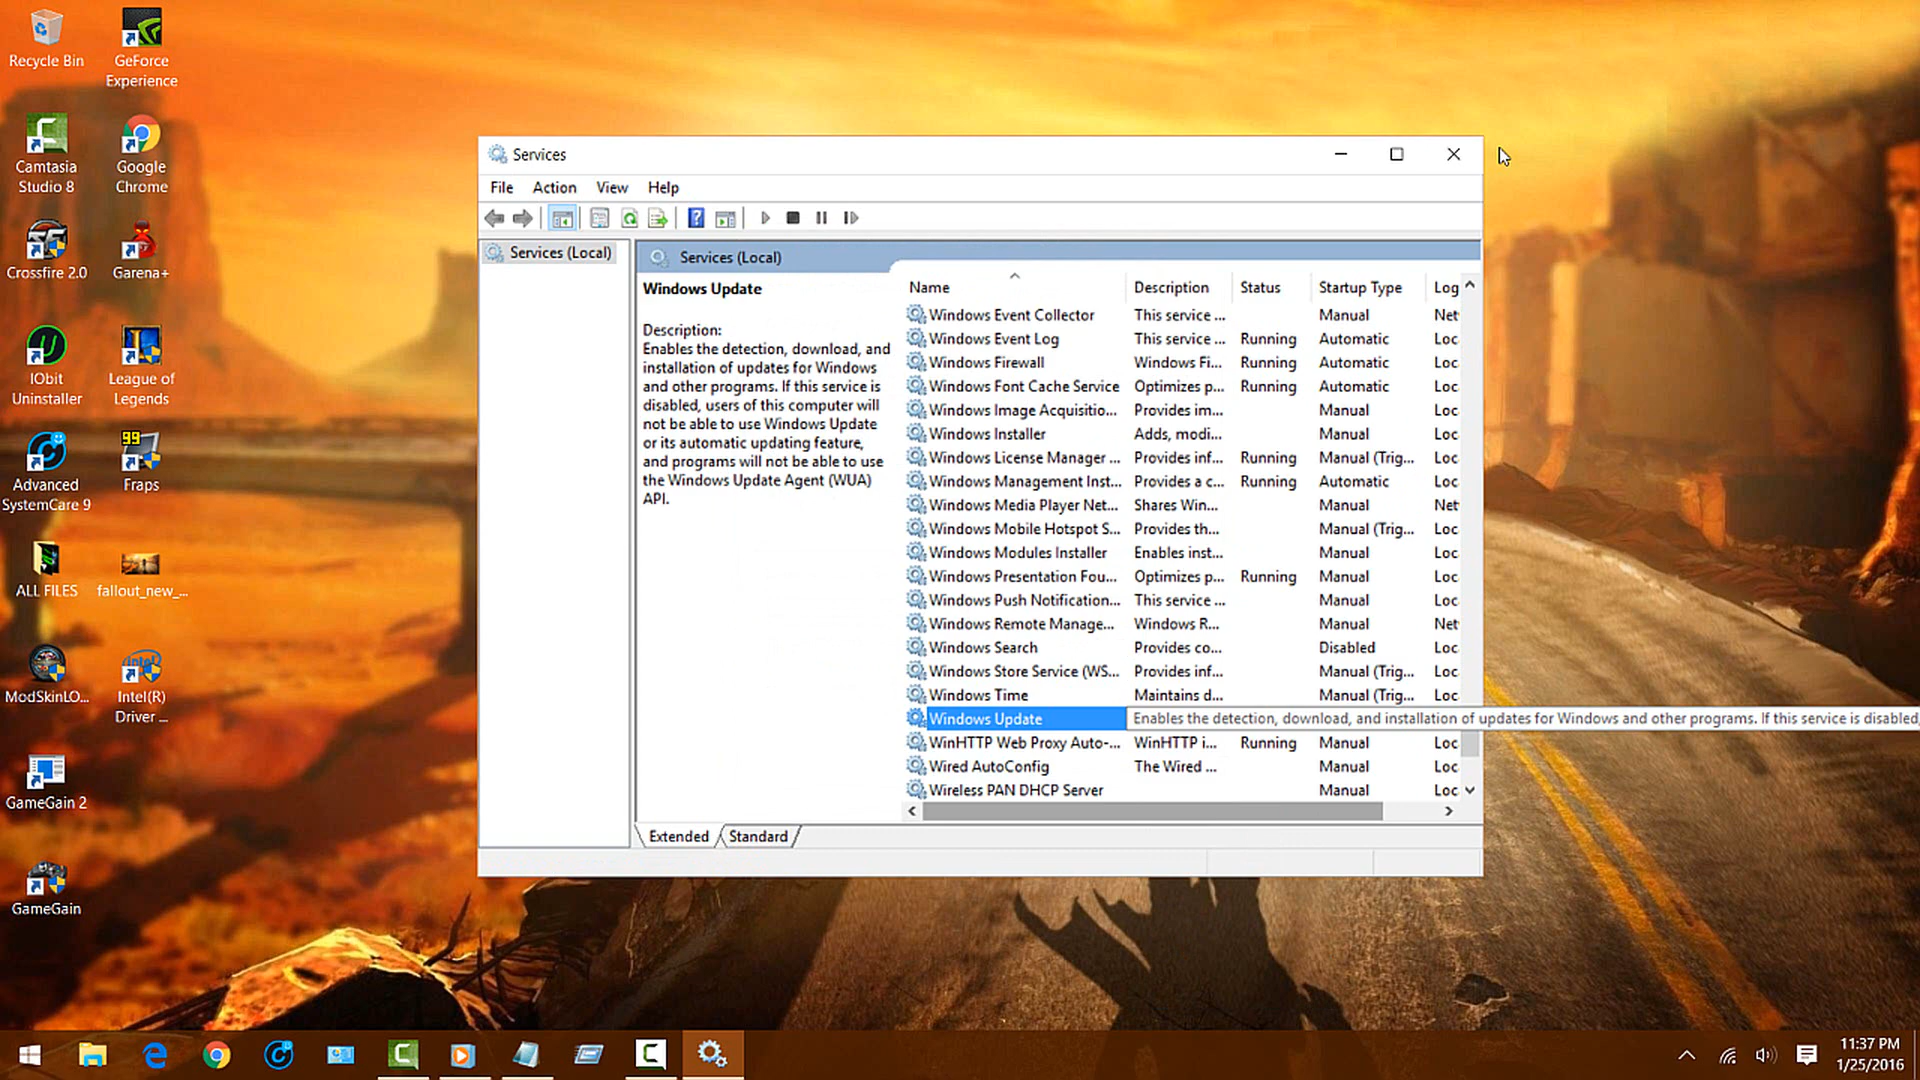 Recycle Bin
GeForce
Experience
Camtasia
Studio 8
Google
Chrome
Crossfire 2.0
Garena+
IObit
Uninstaller
League of
Legends
Advanced
SystemCare 9
99
Fraps
ALL FILES
fallout_new_...
ModSkinLO...
intel
Intel(R)
Driver ...
GameGain 2
GameGain
Services
File Action View Help
Services (Local)
Services (Local)
Windows Update
Description:
Enables the detection, download, and
installation of updates for Windows
and other programs. If this service is
disabled, users of this computer will
not be able to use Windows Update
or its automatic updating feature,
and programs will not be able to use
the Windows Update Agent (WUA)
API.
Name Description Status Startup Type Log
Windows Event Collector This service ... Manual Net
Windows Event Log This service ... Running Automatic Loc
Windows Firewall Windows Fi... Running Automatic Loc
Windows Font Cache Service Optimizes p... Running Automatic Loc
Windows Image Acquisitio... Provides im... Manual Loc
Windows Installer Adds, modi... Manual Loc
Windows License Manager ... Provides inf... Running Manual (Trig... Loc
Windows Management Inst... Provides a c... Running Automatic Loc
Windows Media Player Net... Shares Win... Manual Net
Windows Mobile Hotspot S... Provides th... Manual (Trig... Loc
Windows Modules Installer Enables inst... Manual Loc
Windows Presentation Fou... Optimizes p... Running Manual Loc
Windows Push Notification... This service ... Manual Loc
Windows Remote Manage... Windows R... Manual Net
Windows Search Provides co... Disabled Loc
Windows Store Service (WS... Provides inf... Manual (Trig... Loc
Windows Time Maintains d... Manual (Trig... Loc
Windows Update Enables the detection, download, and installation of updates for Windows and other programs. If this service is disabled,
WinHTTP Web Proxy Auto-... WinHTTP i... Running Manual Loc
Wired AutoConfig The Wired ... Manual Loc
Wireless PAN DHCP Server Manual Loc
Extended Standard
11:37 PM
1/25/2016